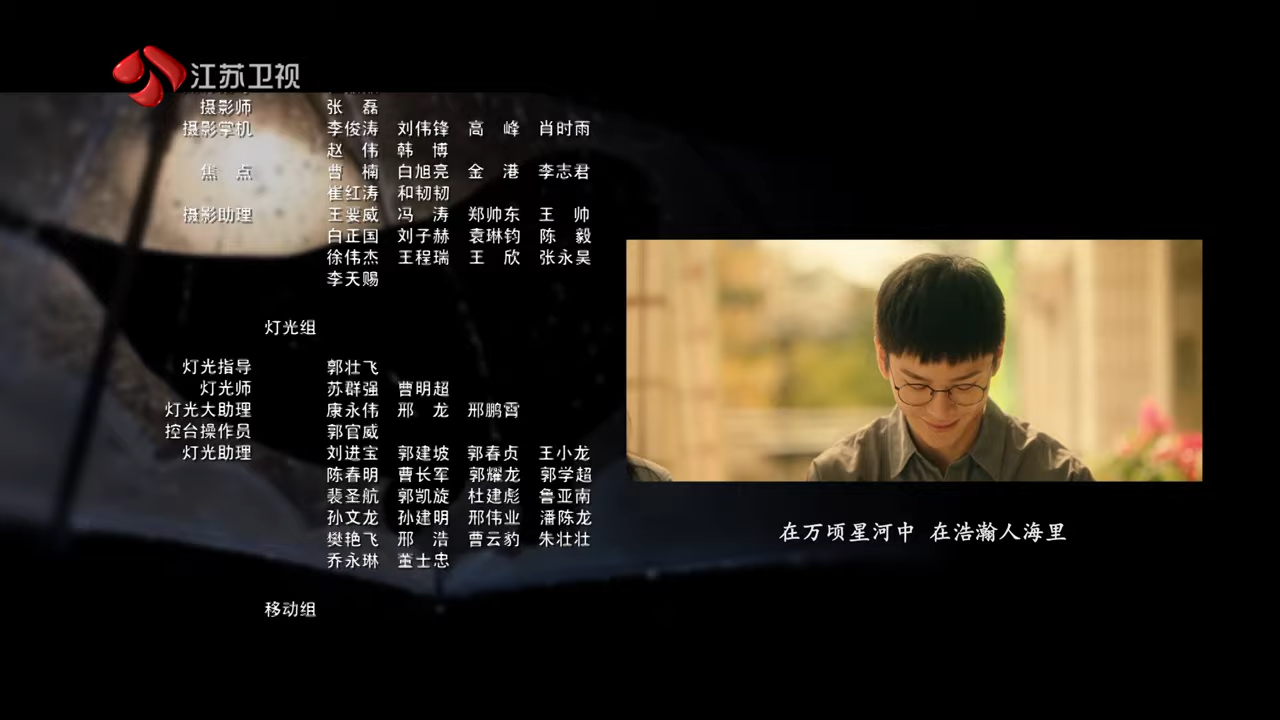 江苏卫视
摄影师 张 磊
摄影掌机 李俊涛 刘伟锋 高 峰 肖时雨
赵 伟 韩 博
焦 点 曹 楠 白旭亮 金 港 李志君
崔红涛 和韧韧
摄影助理 王斐威 冯 涛 郑帅东 王 帅
白正国 刘子赫 袁琳钧 陈 毅
徐伟杰 王程瑞 王 欣 张永昊
李天赐
灯光组
灯光指导 郭壮飞
灯光师 苏群强 曹明超
灯光大助理 康永伟 邢 龙 邢鹏霄
控台操作员 郭官威
灯光助理 刘进宝 郭建坡 郭春贞 王小龙
陈春明 曹长军 郭耀龙 郭学超
裴圣航 郭凯旋 杜建彪 鲁亚南
孙文龙 孙建明 邢伟业 潘陈龙
樊艳飞 邢 浩 曹云豹 朱壮壮
乔永琳 董士忠
移动组
在万顷星河中 在浩瀚人海里